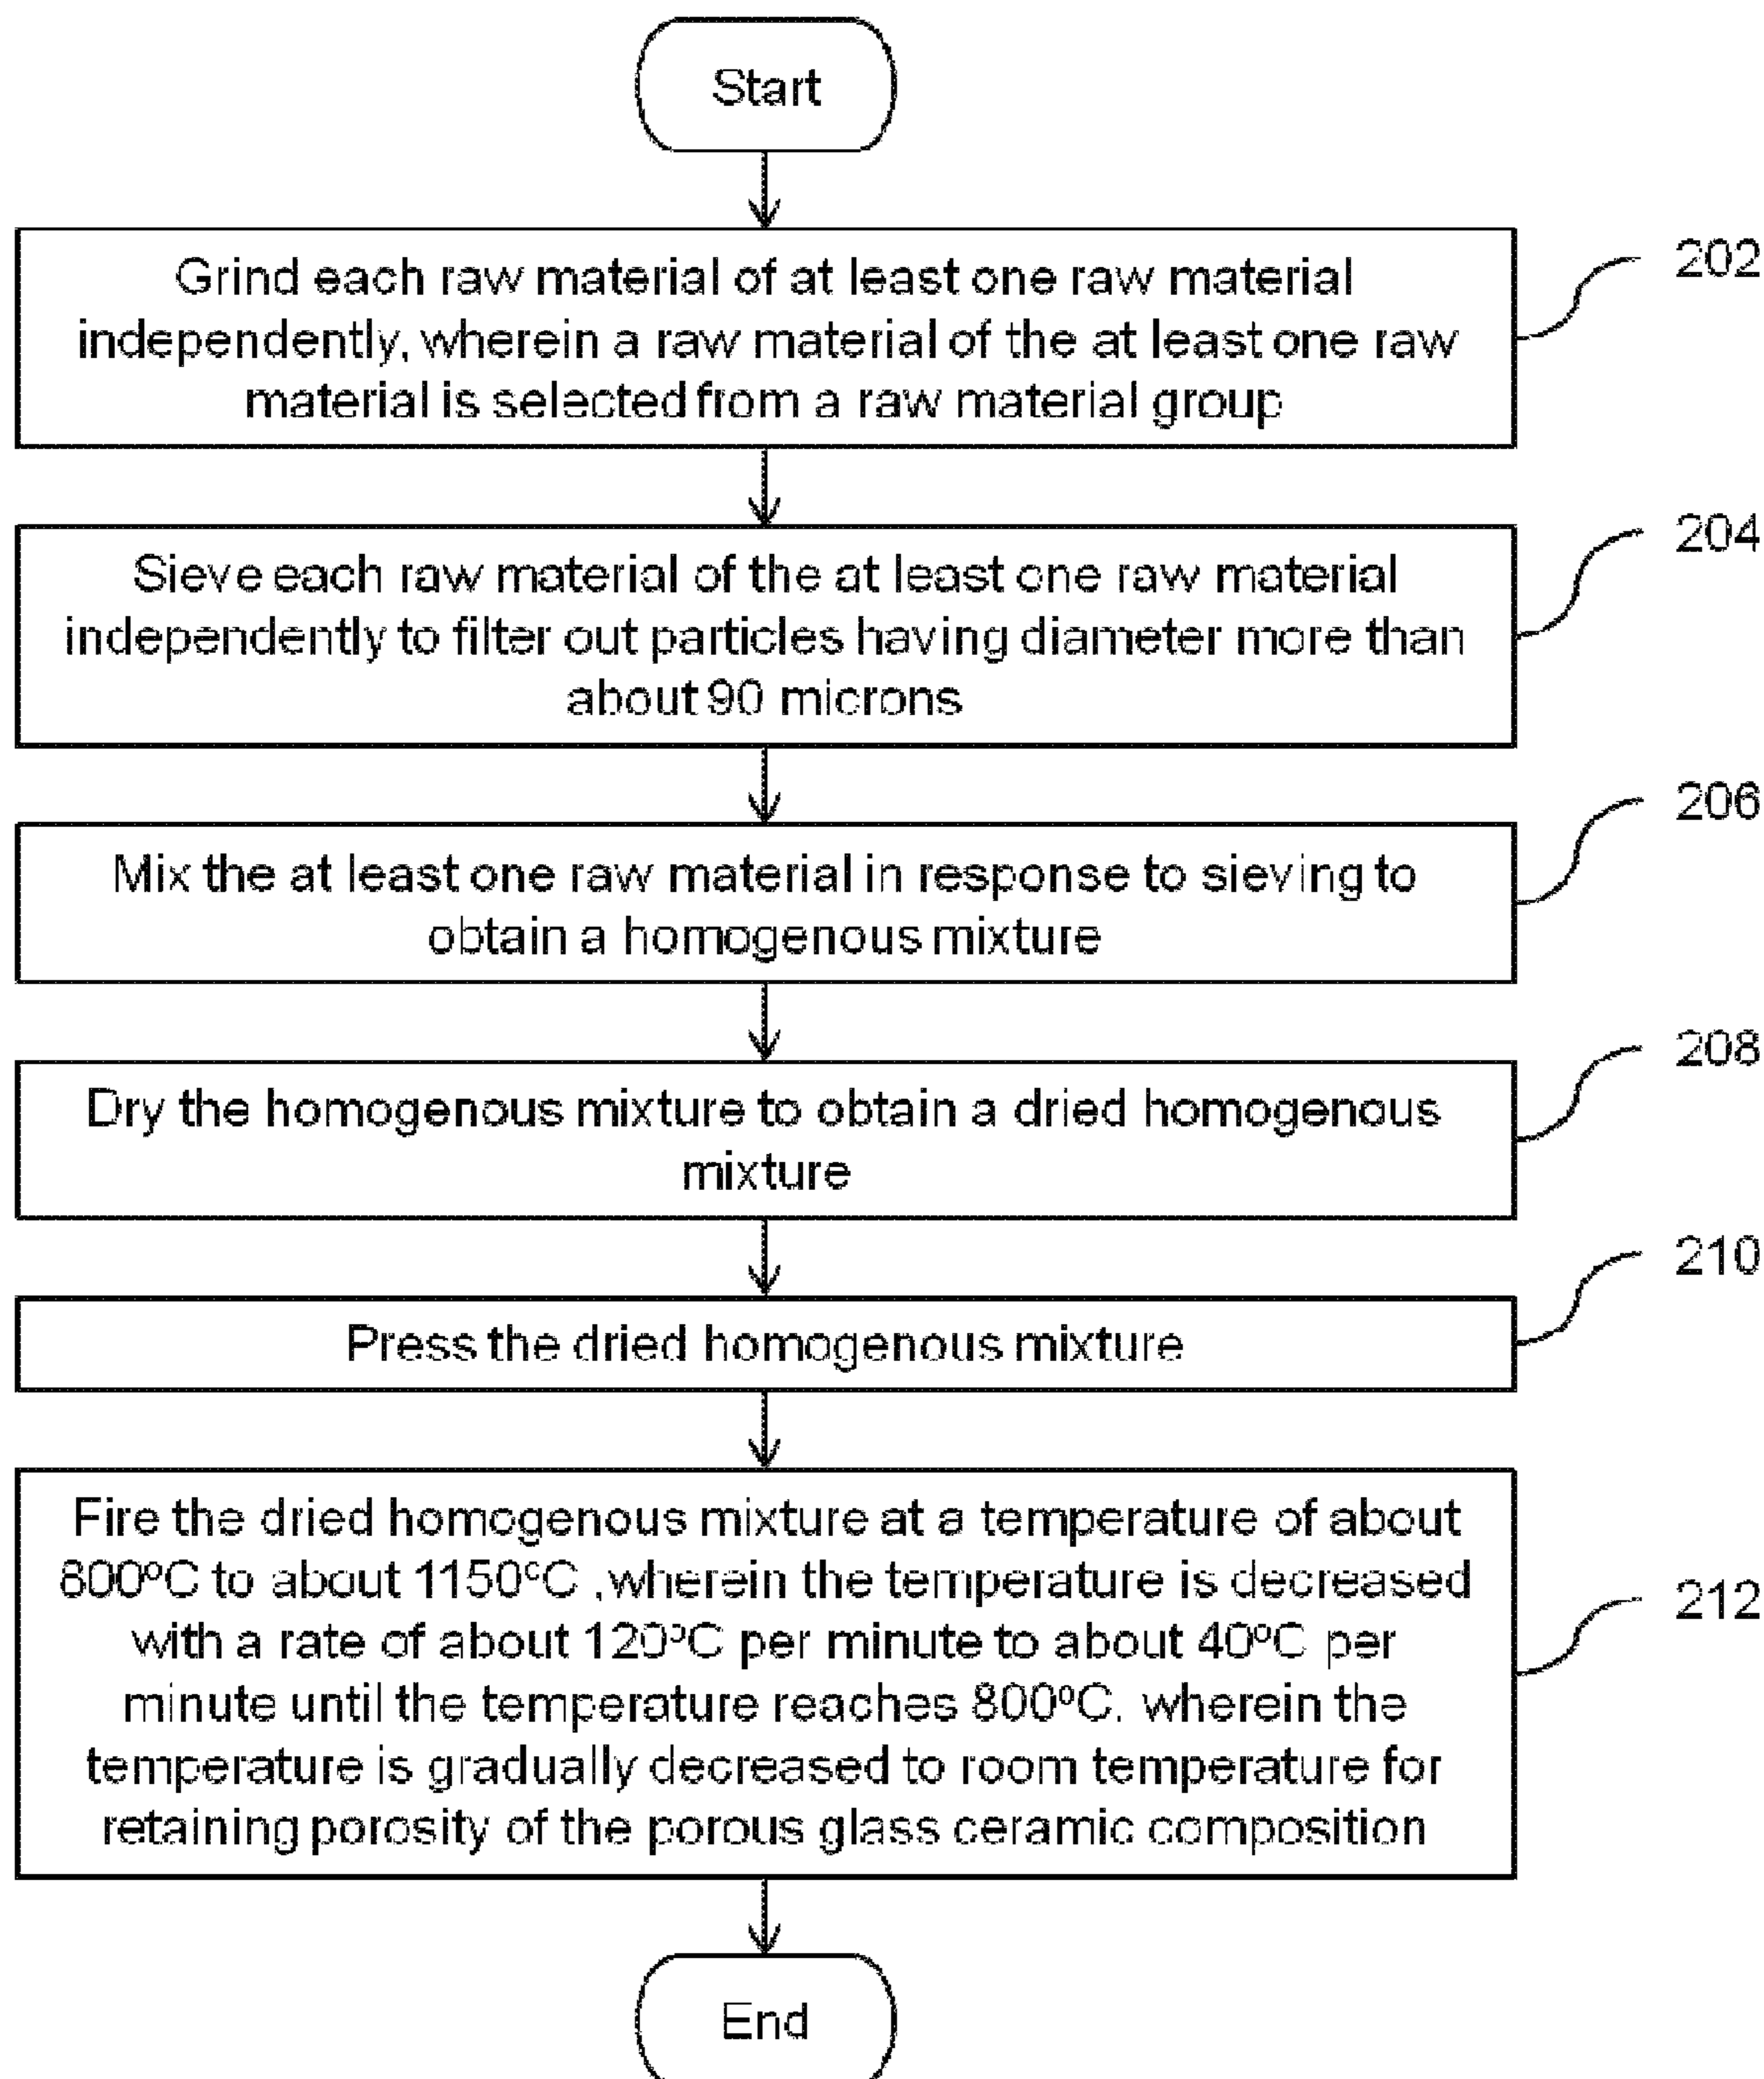 Start
Grind each raw material of at least one raw material
independently, wherein a raw material of the at least one raw
material is selected from a raw material group
202
Sieve each raw material of the at least one raw material
independently to filter out particles having diameter more than
about 90 microns
204
Mix the at least one raw material in response to sieving to
obtain a homogenous mixture
206
Dry the homogenous mixture to obtain a dried homogenous
mixture
208
Press the dried homogenous mixture
210
Fire the dried homogenous mixture at a temperature of about
800ºC to about 1150ºC ,wherein the temperature is decreased
with a rate of about 120ºC per minute to about 40ºC per
minute until the temperature reaches 800ºC. wherein the
temperature is gradually decreased to room temperature for
retaining porosity of the porous glass ceramic composition
212
End